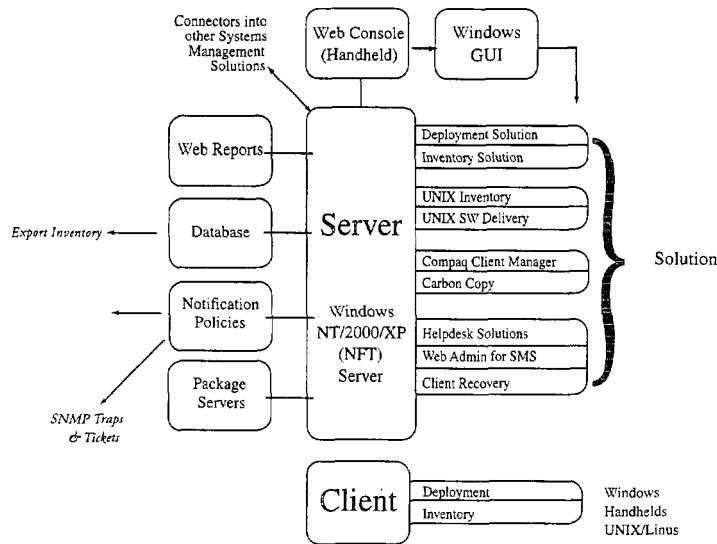 Connectors into
other Systems
Management
Solutions
Web Console
(Handheld)
Windows
GUI
Web Reports
Database
Notification
Policies
Package
Servers
Export Inventory
SNMP Traps
& Tickets
Server
Windows
NT/2000/XP
(NFT)
Server
Deployment Solution
Inventory Solution
UNIX Inventory
UNIX SW Delivery
Compaq Client Manager
Carbon Copy
Helpdesk Solutions
Web Admin for SMS
Client Recovery
Solution
Client
Deployment
Inventory
Windows
Handhelds
UNIX/Linus